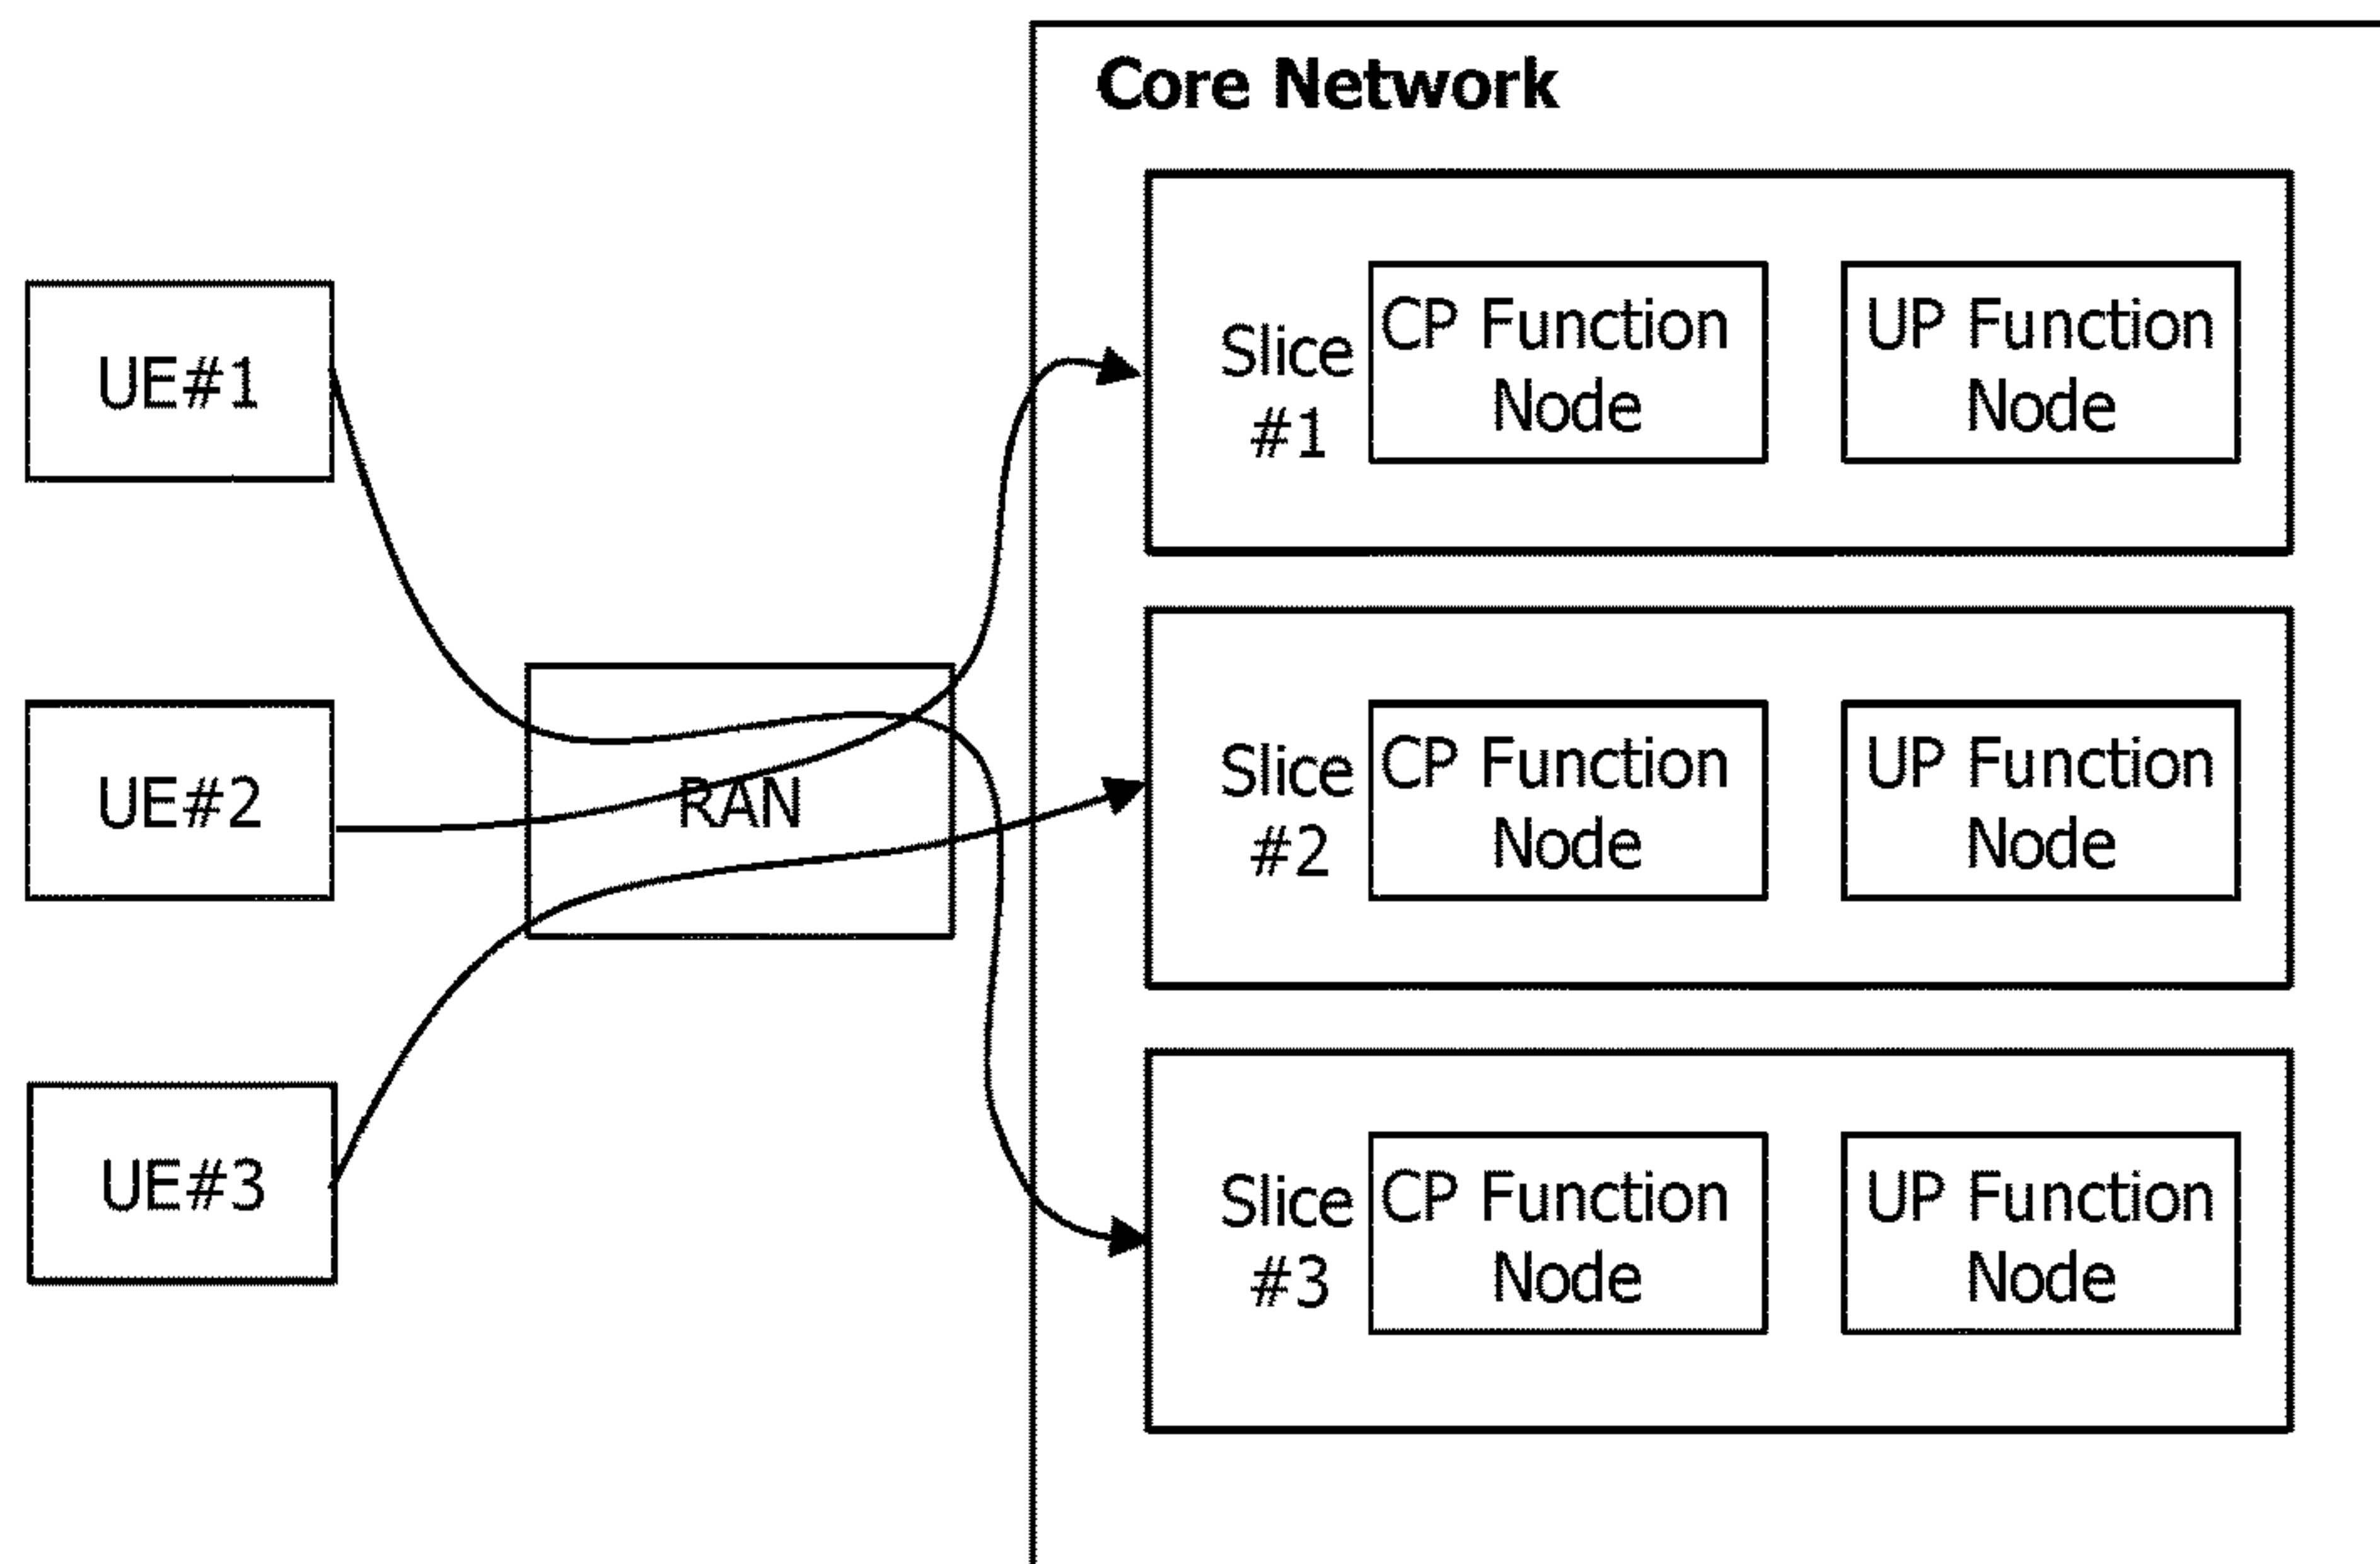 Core Network
UE#1
UE#2
UE#3
RAN
Slice
#1
CP Function
Node
UP Function
Node
Slice
#2
CP Function
Node
UP Function
Node
Slice
#3
CP Function
Node
UP Function
Node